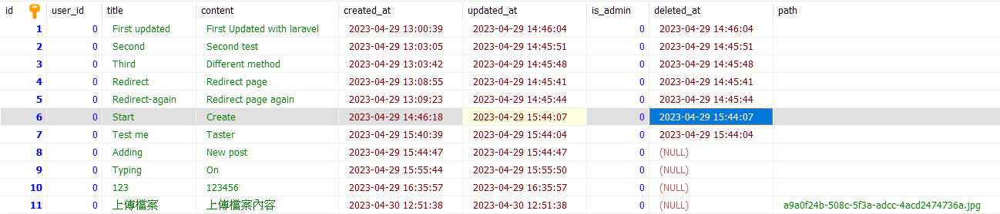 id user_id title content created_at updated_at is_admin deleted_at path
1 0 First updated First Updated with laravel 2023-04-29 13:00:39 2023-04-29 14:46:04 0 2023-04-29 14:46:04
2 0 Second Second test 2023-04-29 13:03:05 2023-04-29 14:45:51 0 2023-04-29 14:45:51
3 0 Third Different method 2023-04-29 13:03:42 2023-04-29 14:45:48 0 2023-04-29 14:45:48
4 0 Redirect Redirect page 2023-04-29 13:08:55 2023-04-29 14:45:41 0 2023-04-29 14:45:41
5 0 Redirect-again Redirect page again 2023-04-29 13:09:23 2023-04-29 14:45:44 0 2023-04-29 14:45:44
6 0 Start Create 2023-04-29 14:46:18 2023-04-29 15:44:07 0 2023-04-29 15:44:07
7 0 Test me Taster 2023-04-29 15:40:39 2023-04-29 15:44:04 0 2023-04-29 15:44:04
8 0 Adding New post 2023-04-29 15:44:47 2023-04-29 15:44:47 0 (NULL)
9 0 Typing On 2023-04-29 15:55:44 2023-04-29 15:55:50 0 (NULL)
10 0 123 123456 2023-04-29 16:35:57 2023-04-29 16:35:57 0 (NULL)
11 0 上傳檔案 上傳檔案內容 2023-04-30 12:51:38 2023-04-30 12:51:38 0 (NULL) a9a0f24b-508c-5f3a-adcc-4acd2474736a.jpg